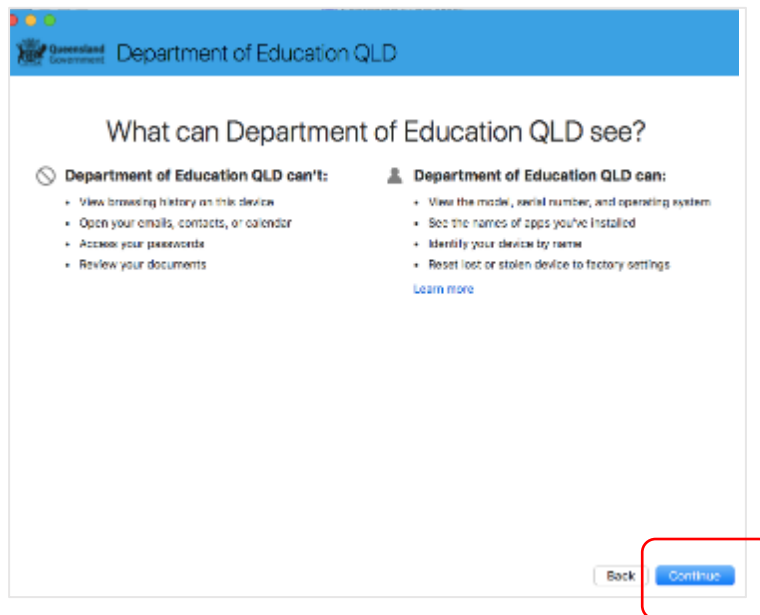 Queensland
Government
Department of Education QLD
What can Department of Education QLD see?
Department of Education QLD can't:
• View browsing history on this device
• Open your emails, contacts, or calendar
• Access your passwords
• Review your documents
Department of Education QLD can:
• View the model, serial number, and operating system
• See the names of apps you've installed
• Identify your device by name
• Reset lost or stolen device to factory settings
Learn more
Back
Continue